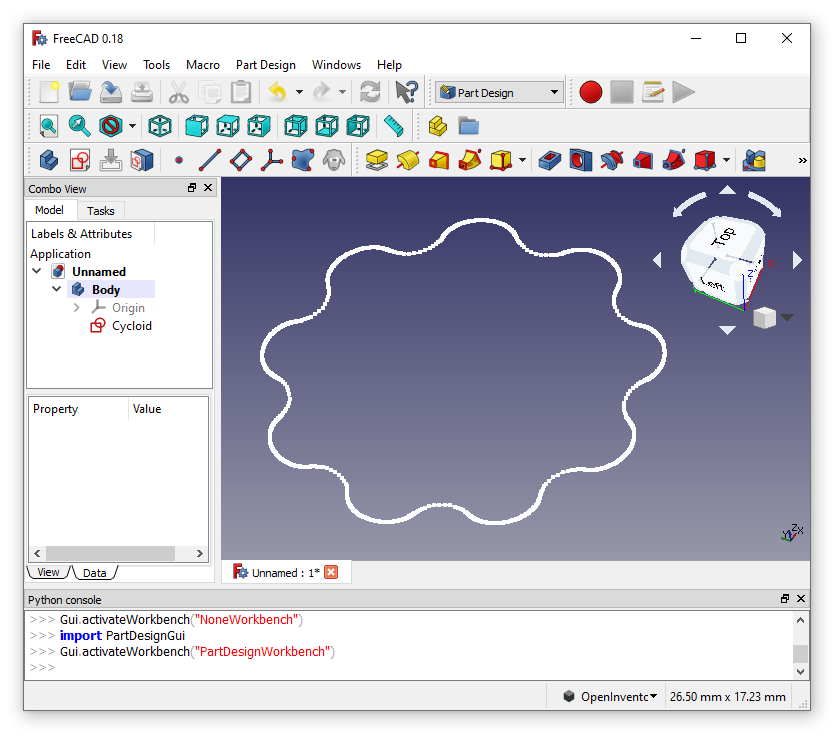 FreeCAD 0.18
File Edit View Tools Macro Part Design Windows Help
Part Design
»
Combo View
Model Tasks
Labels & Attributes
Application
Unnamed
Body
Origin
Cycloid
Property Value
View Data
Top
Left
Z
Y Z X
Unnamed : 1*
Python console
>>> Gui.activateWorkbench("NoneWorkbench")
>>> import PartDesignGui
>>> Gui.activateWorkbench("PartDesignWorkbench")
>>>
OpenInventc 26.50 mm x 17.23 mm